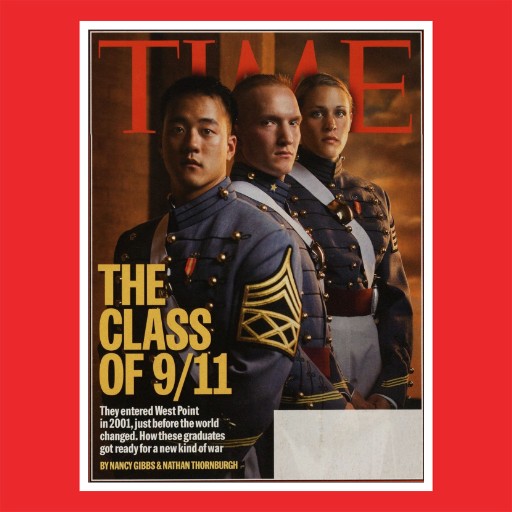 TIME
THE
CLASS
OF 9/11
They entered West Point
in 2001, just before the world
changed. How these graduates
got ready for a new kind of war
BY NANCY GIBBS & NATHAN THORNBURGH